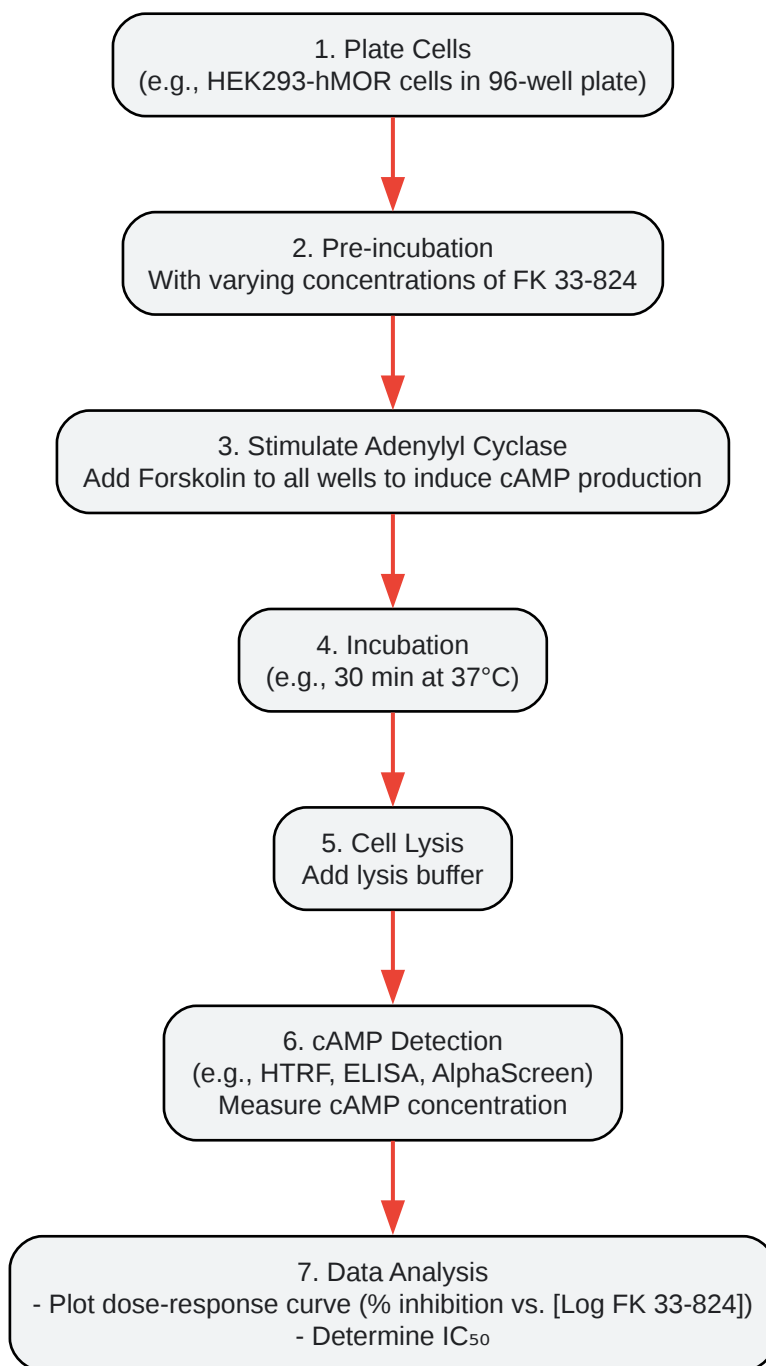 1. Plate Cells
(e.g., HEK293-hMOR cells in 96-well plate)
2. Pre-incubation
With varying concentrations of FK 33-824
3. Stimulate Adenylyl Cyclase
Add Forskolin to all wells to induce cAMP production
4. Incubation
(e.g., 30 min at 37°C)
5. Cell Lysis
Add lysis buffer
6. cAMP Detection
(e.g., HTRF, ELISA, AlphaScreen)
Measure cAMP concentration
7. Data Analysis
- Plot dose-response curve (% inhibition vs. [Log FK 33-824])
- Determine IC₅₀